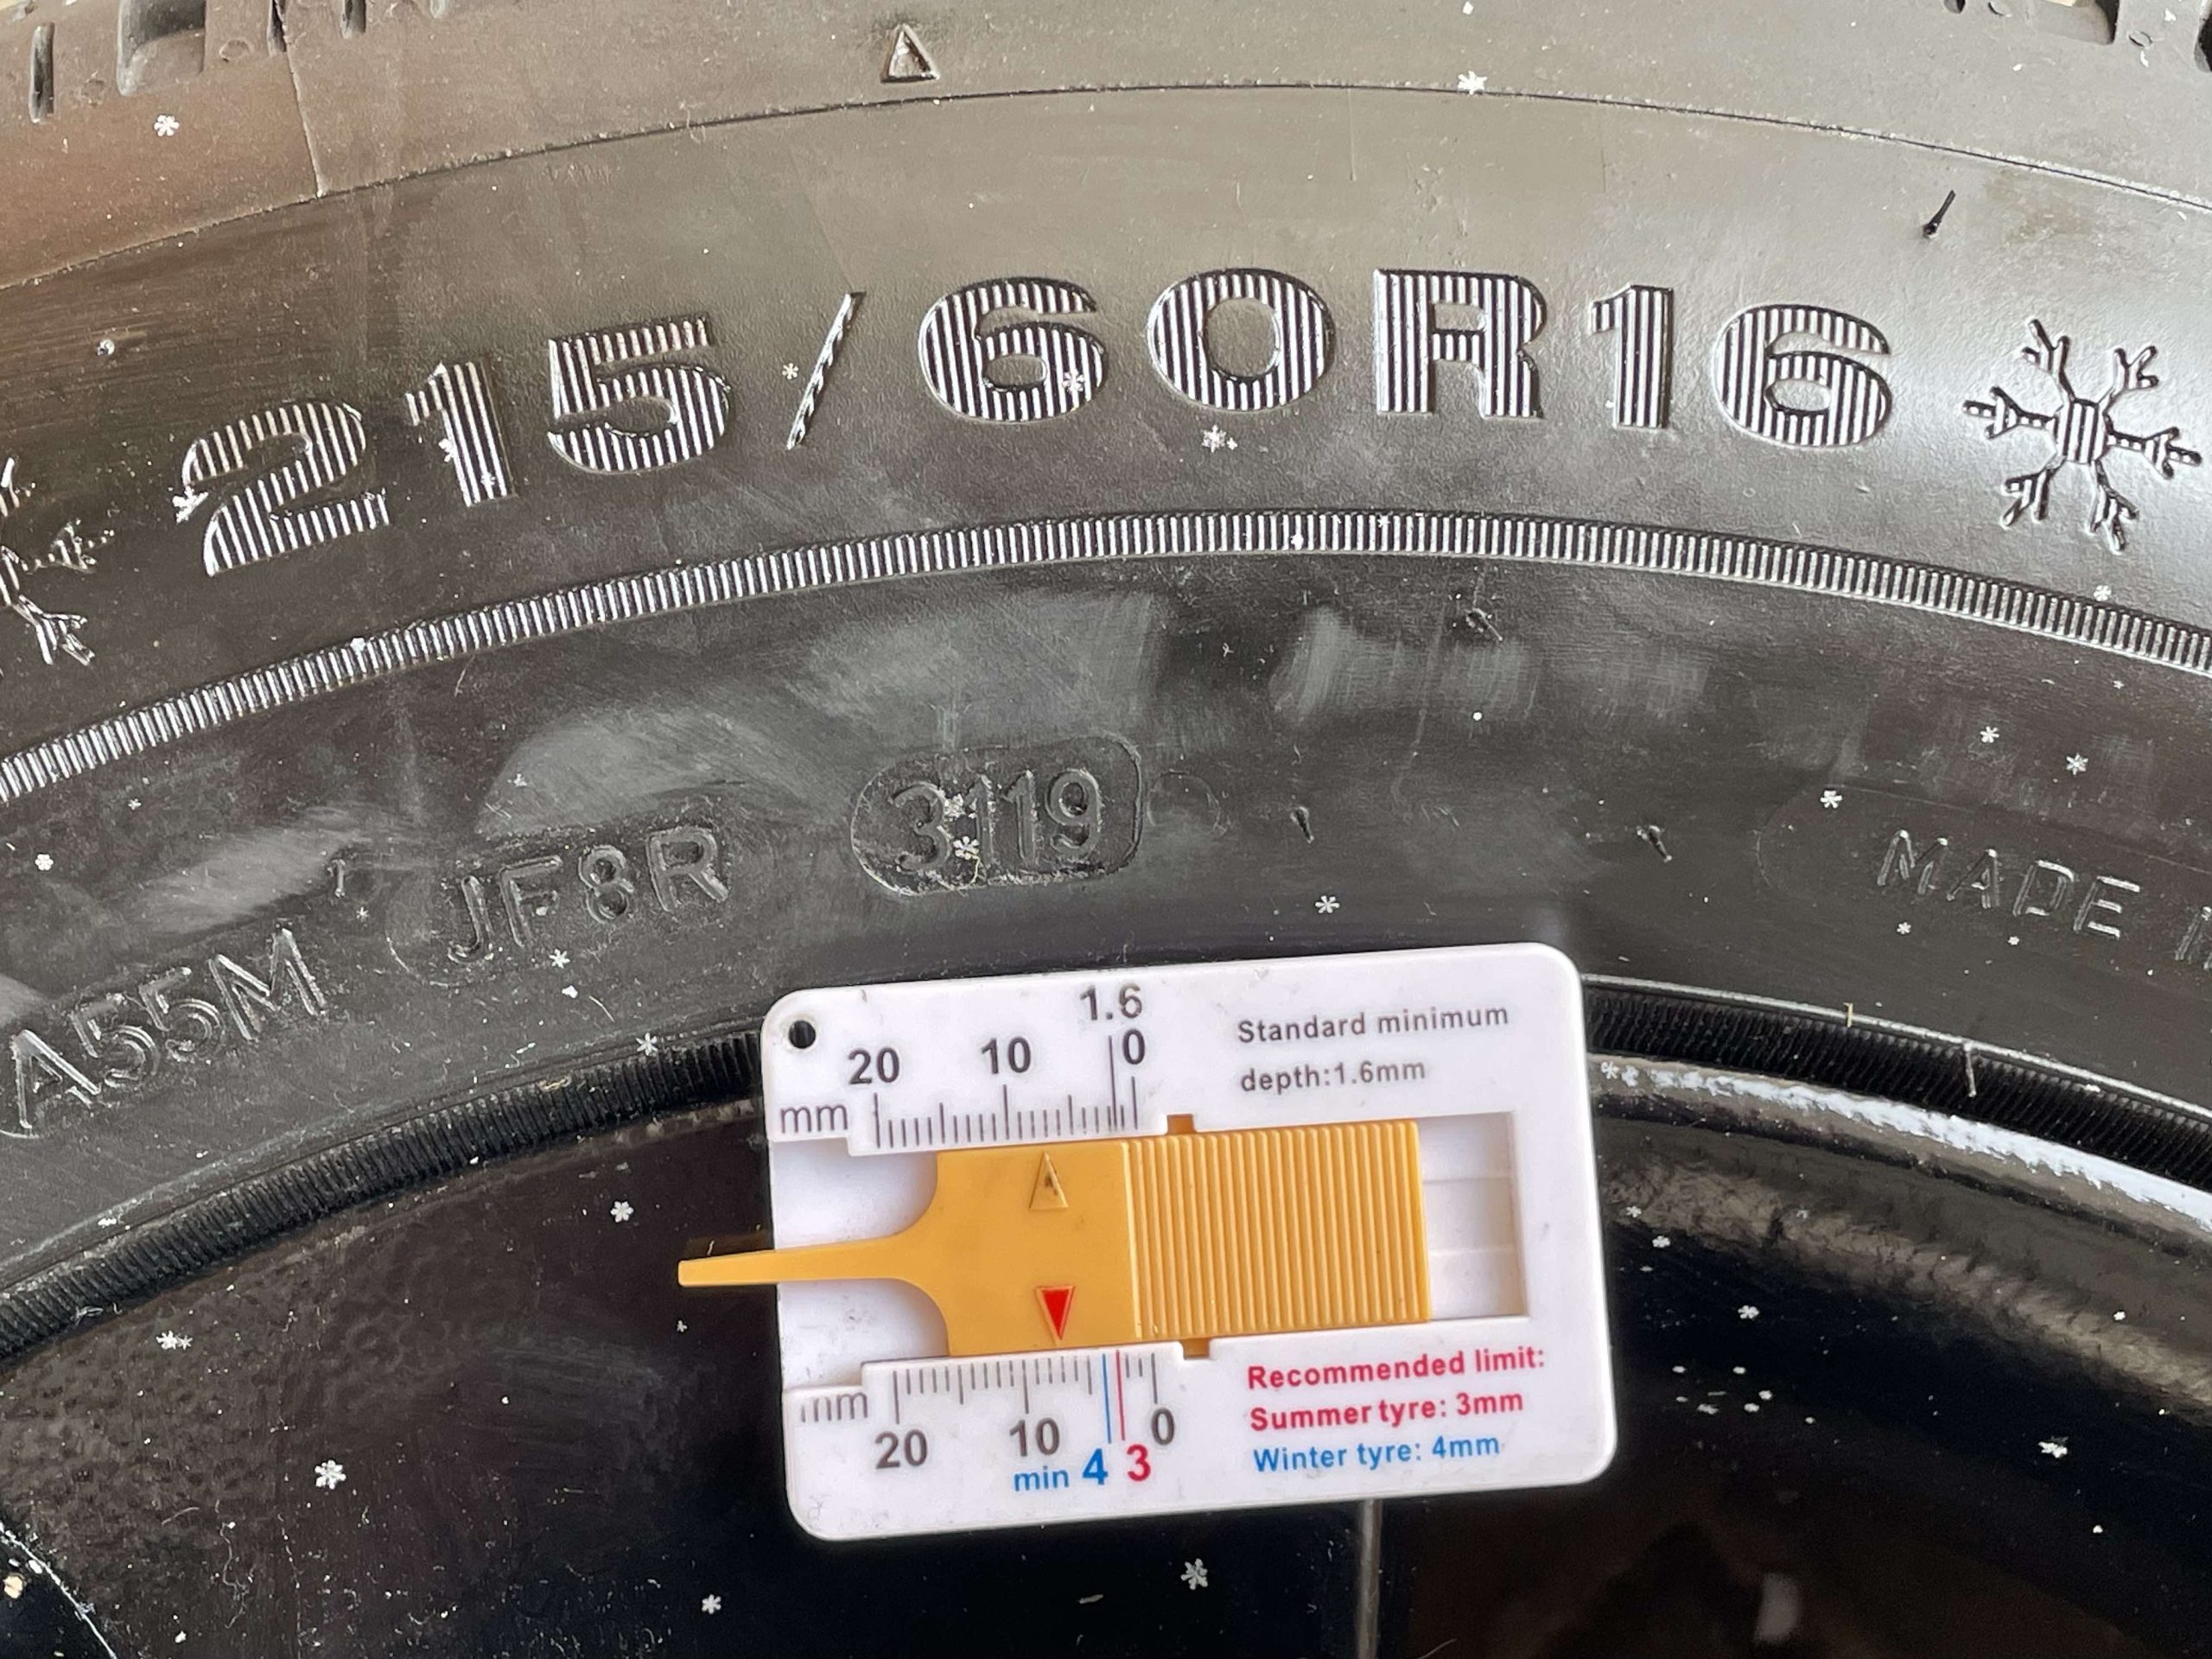 215/60R16
A55M JF8R 3119
MADE
1.6
20 10 0
mm
Standard minimum
depth:1.6mm
mm
20 10 0
min 4 3
Recommended limit:
Summer tyre: 3mm
Winter tyre: 4mm